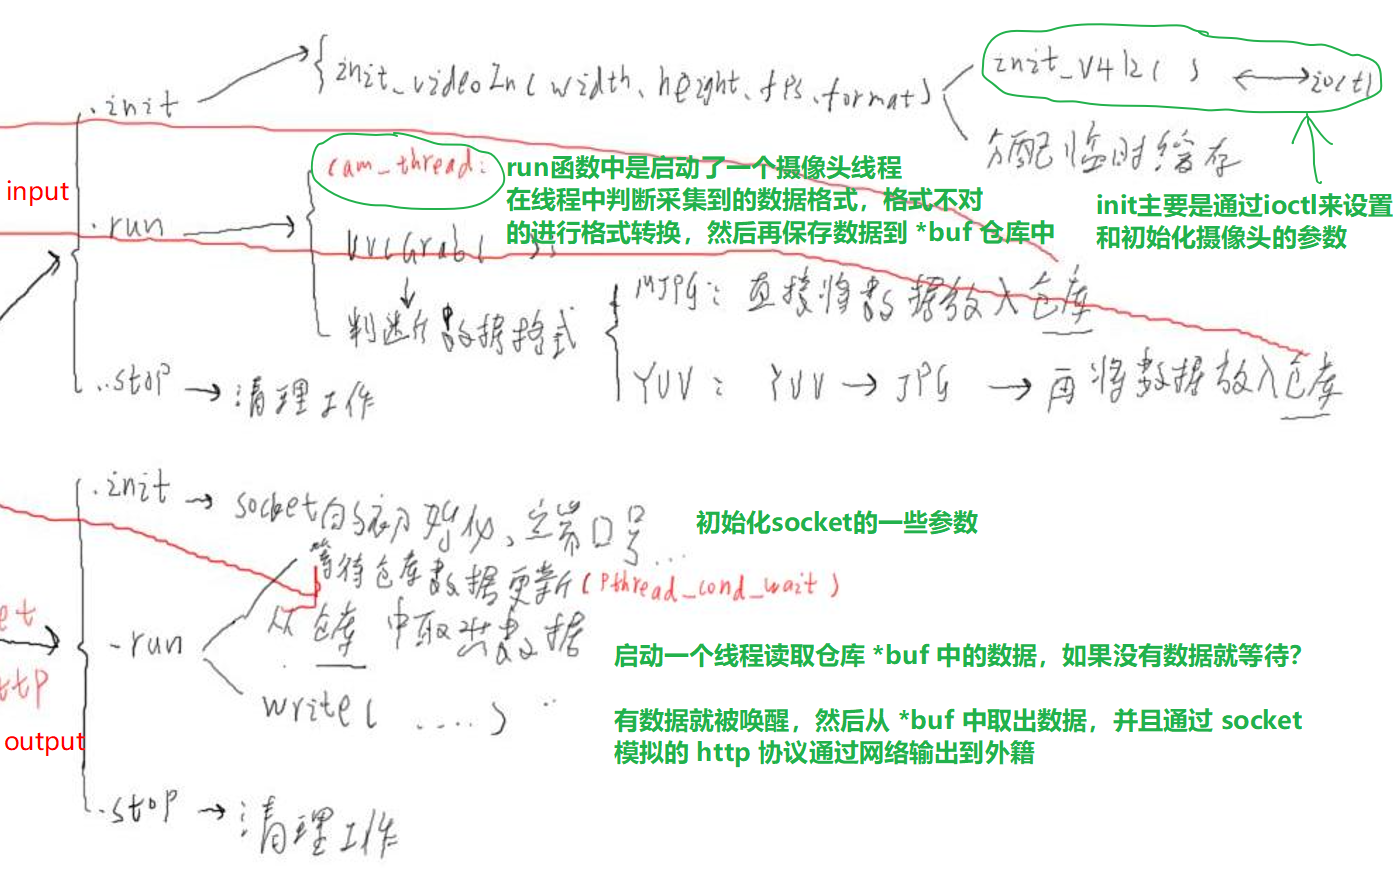 .init
{init_videoIn(width、height、fps、format)
init_v4l2( ) ⟷ ioctl
分配临时缓存
init主要是通过ioctl来设置
和初始化摄像头的参数
input
.run
cam_thread:
run函数中是启动了一个摄像头线程
在线程中判断采集到的数据格式，格式不对
的进行格式转换，然后再保存数据到 *buf 仓库中
uvcGrab( );
↓
判断 数据格式
MJPG: 直接将数据放入仓库
YUV: YUV → JPG → 再将数据放入仓库
.stop → 清理工作
.init → socket的初始化、定端口号...
初始化socket的一些参数
等待仓库数据更新(pthread_cond_wait)
et
-run
从仓库中取出数据
启动一个线程读取仓库 *buf 中的数据，如果没有数据就等待?
ttp
write( ....) ..
有数据就被唤醒，然后从 *buf 中取出数据，并且通过 socket
模拟的 http 协议通过网络输出到外籍
output
.stop → 清理工作